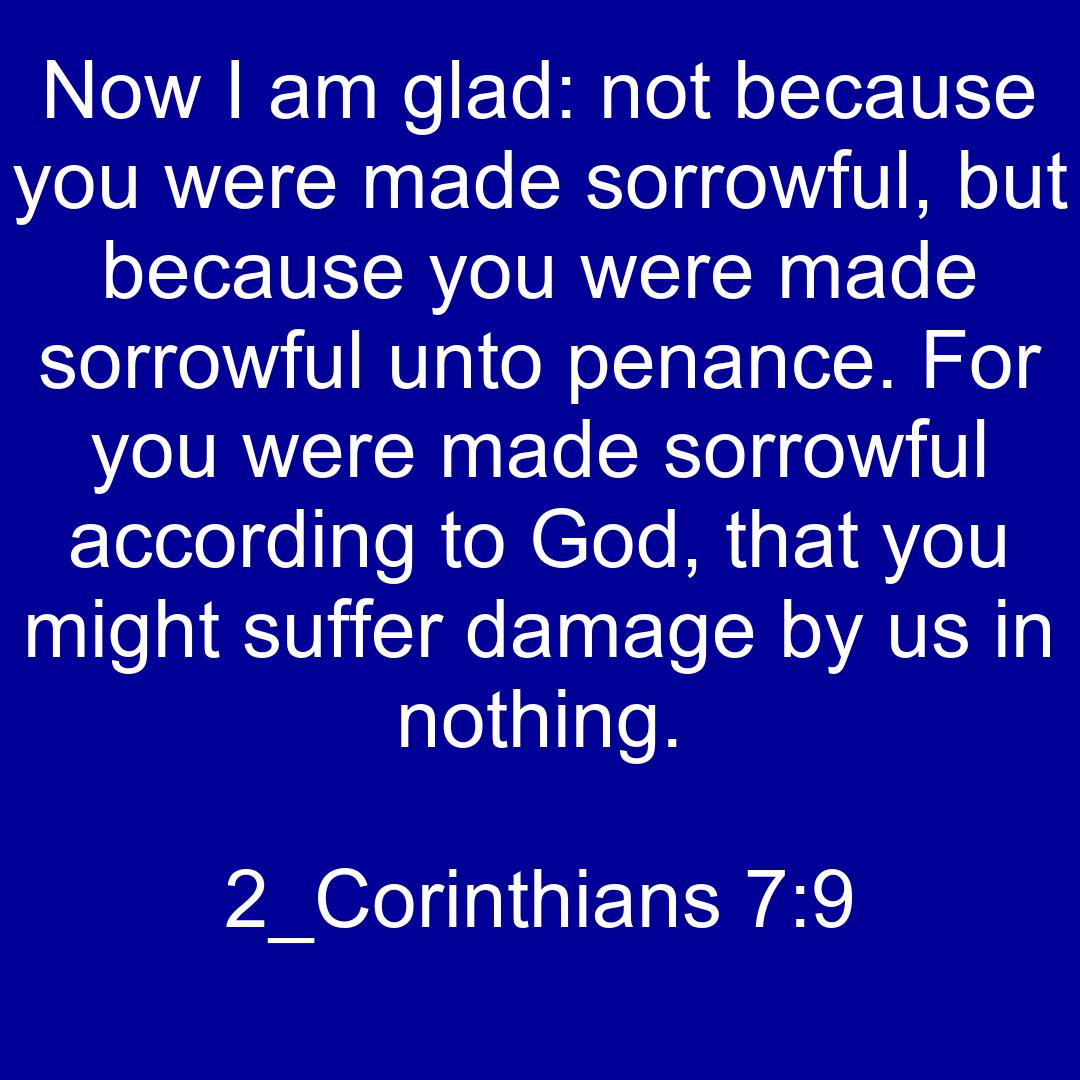 Now I am glad: not because
you were made sorrowful, but
because you were made
sorrowful unto penance. For
you were made sorrowful
according to God, that you
might suffer damage by us in
nothing.
2_Corinthians 7:9